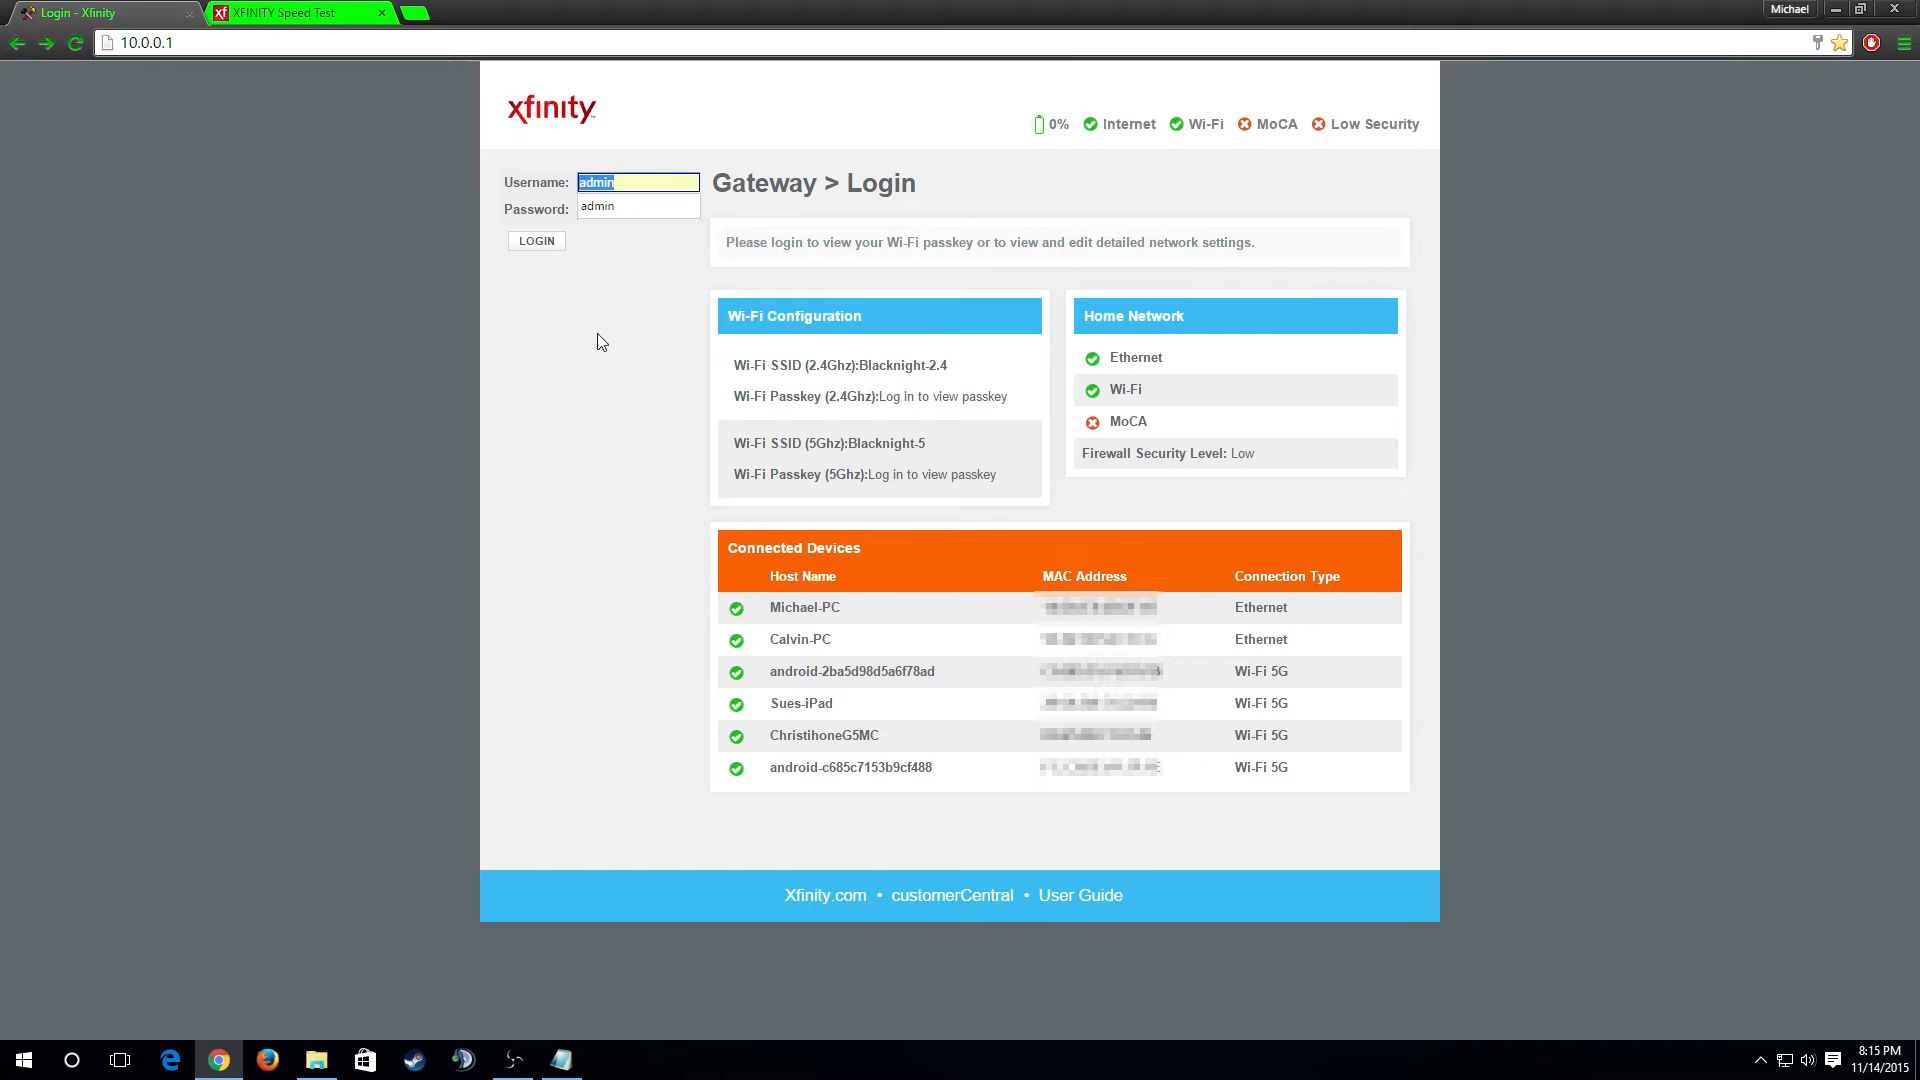 Login - Xfinity
xf XFINITY Speed Test
Michael
10.0.0.1
xfinity
0% Internet Wi-Fi MoCA Low Security
Username: admin
Password: admin
LOGIN
Gateway > Login
Please login to view your Wi-Fi passkey or to view and edit detailed network settings.
Wi-Fi Configuration
Wi-Fi SSID (2.4Ghz):Blacknight-2.4
Wi-Fi Passkey (2.4Ghz):Log in to view passkey
Wi-Fi SSID (5Ghz):Blacknight-5
Wi-Fi Passkey (5Ghz):Log in to view passkey
Home Network
Ethernet
Wi-Fi
MoCA
Firewall Security Level: Low
Connected Devices
Host Name MAC Address Connection Type
Michael-PC Ethernet
Calvin-PC Ethernet
android-2ba5d98d5a6f78ad Wi-Fi 5G
Sues-iPad Wi-Fi 5G
ChristihoneG5MC Wi-Fi 5G
android-c685c7153b9cf488 Wi-Fi 5G
Xfinity.com • customerCentral • User Guide
8:15 PM
11/14/2015